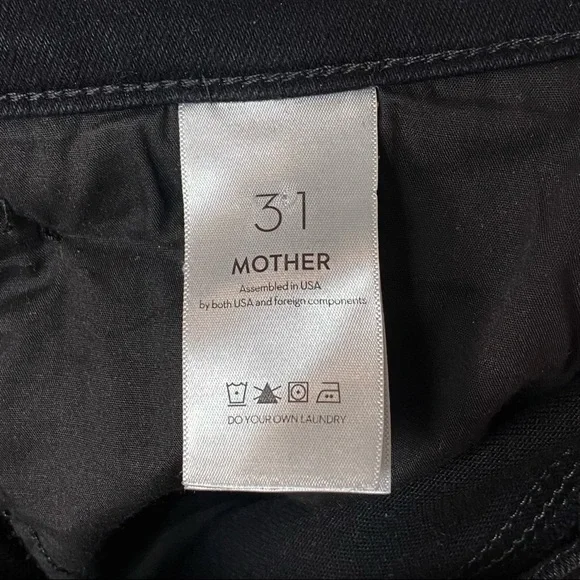 31
MOTHER
Assembled in USA
by both USA and foreign components
DO YOUR OWN LAUNDRY